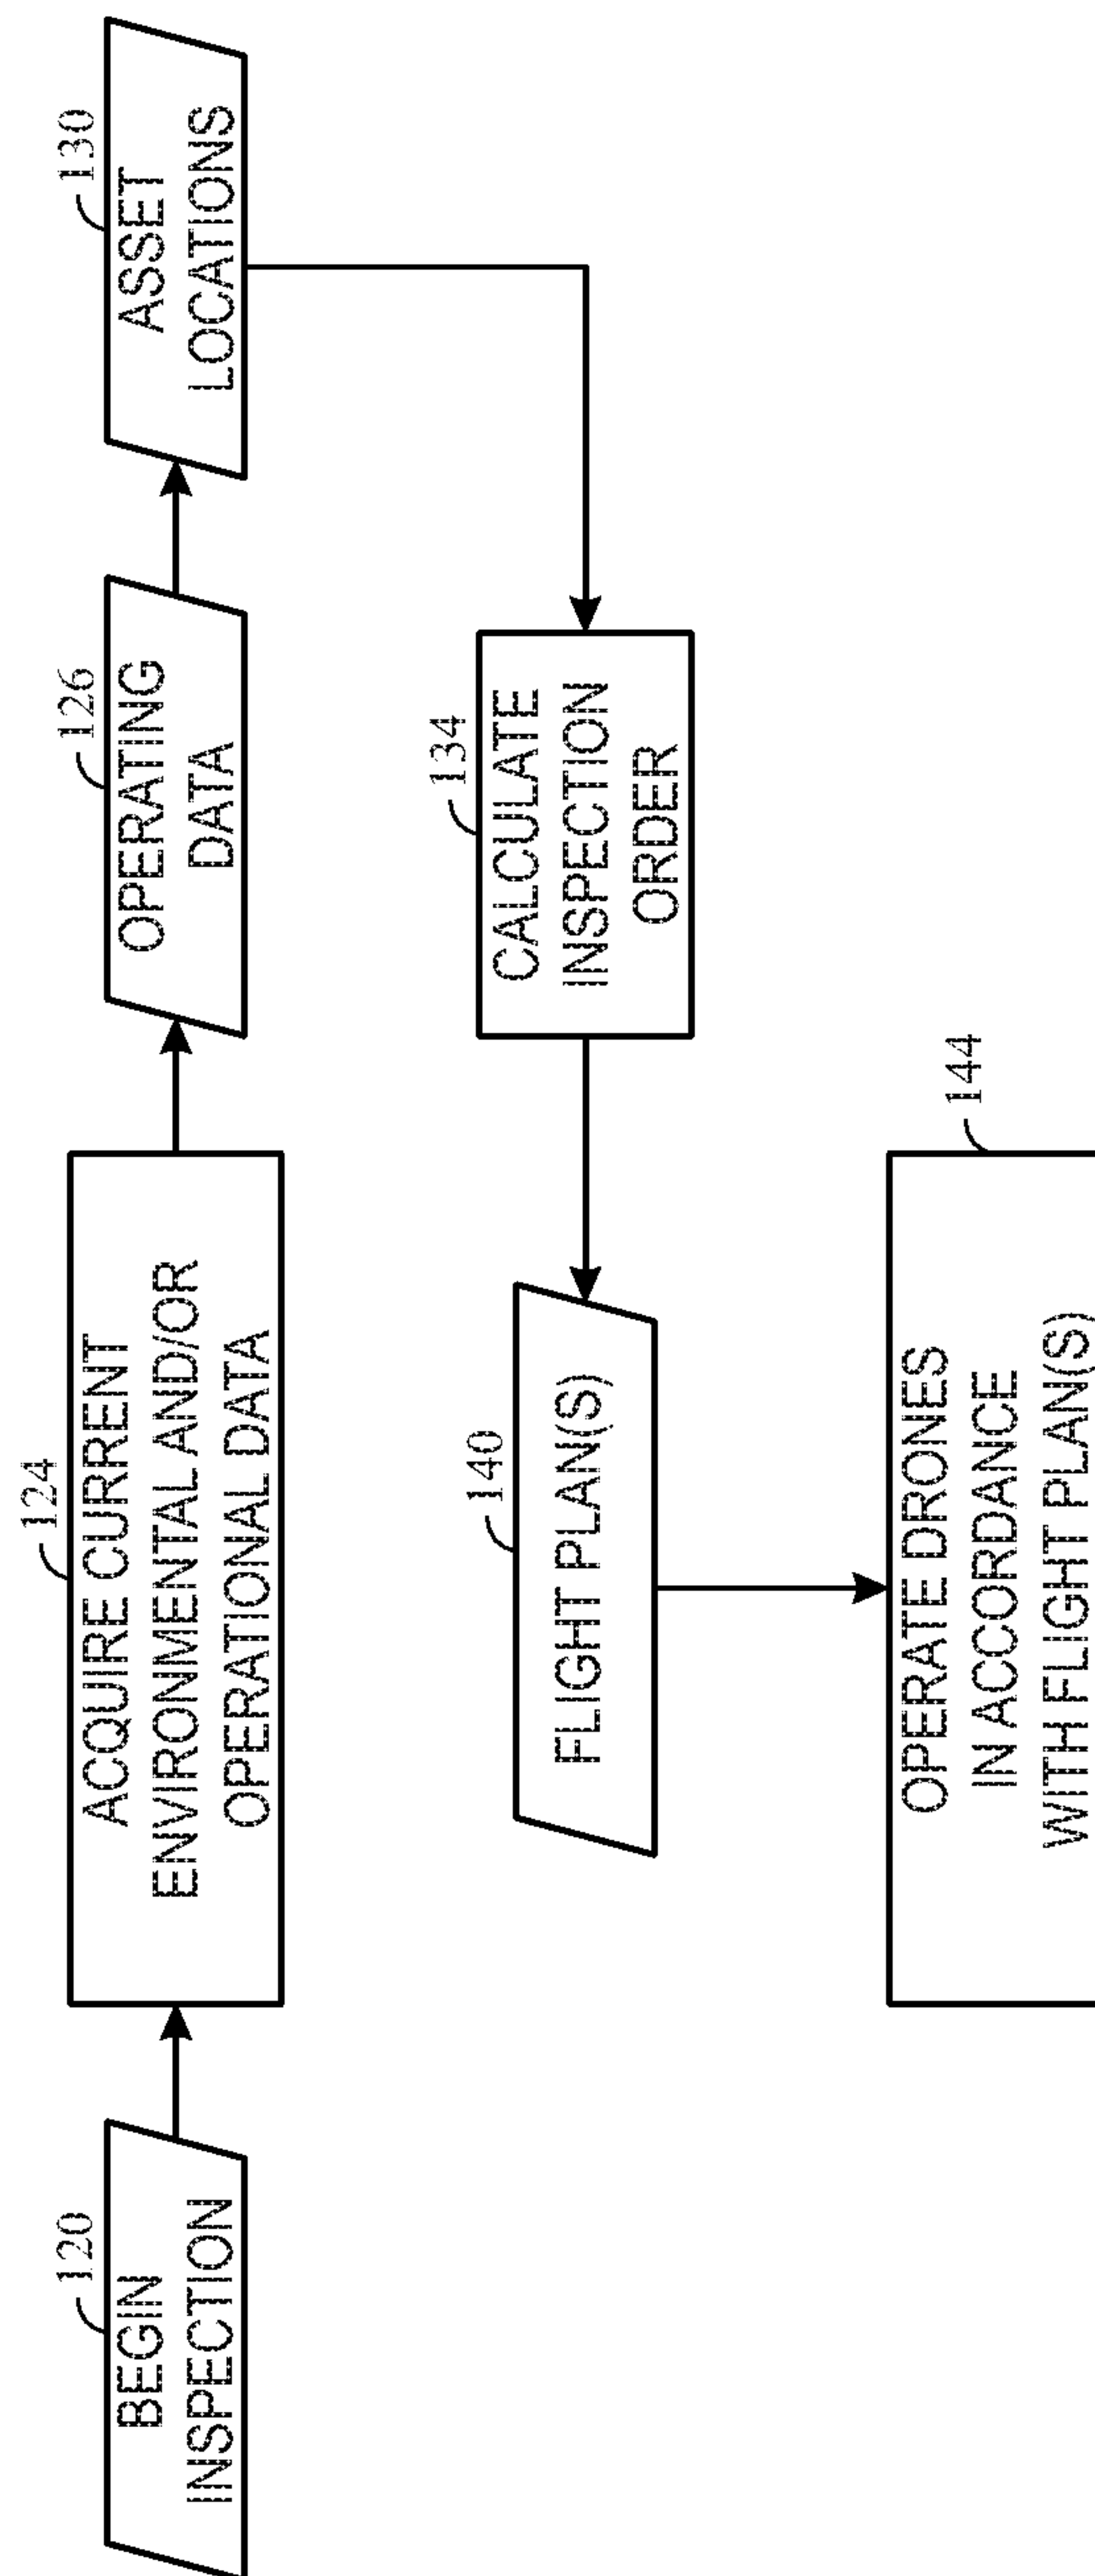 120
BEGIN
INSPECTION
124
ACQUIRE CURRENT
ENVIRONMENTAL AND/OR
OPERATIONAL DATA
126
OPERATING
DATA
130
ASSET
LOCATIONS
134
CALCULATE
INSPECTION
ORDER
140
FLIGHT PLAN(S)
144
OPERATE DRONES
IN ACCORDANCE
WITH FLIGHT PLAN(S)